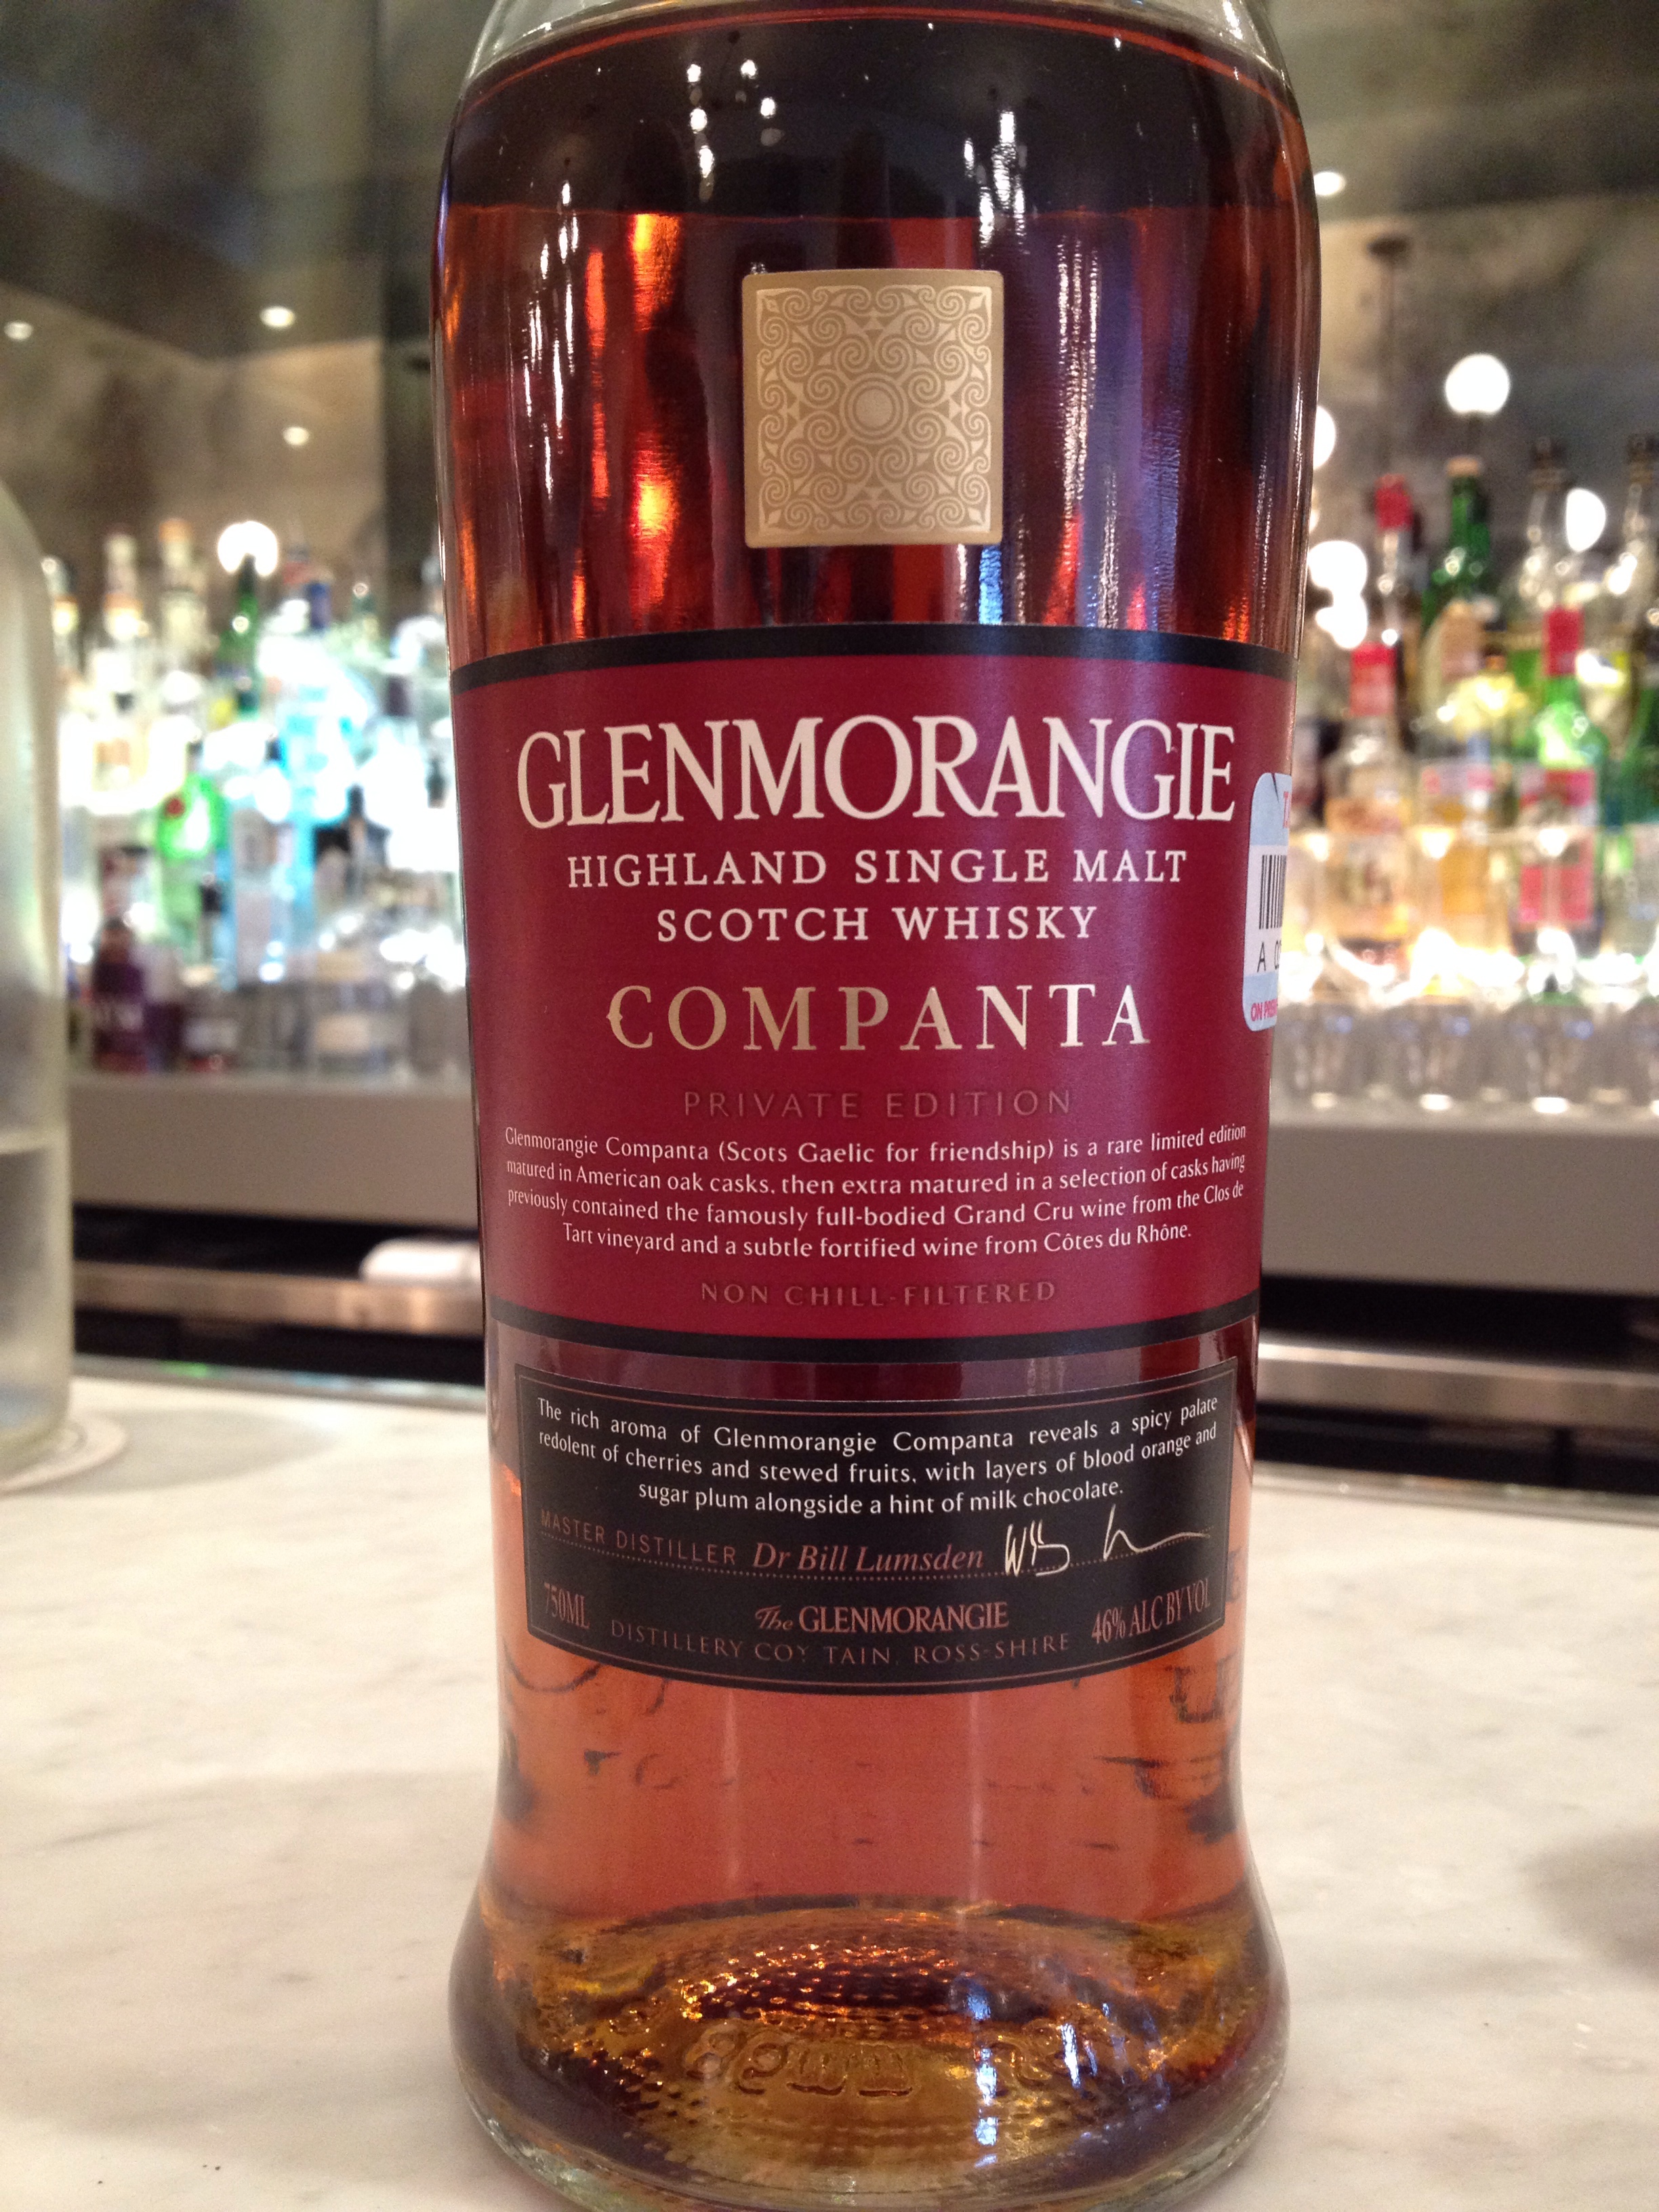 GLENMORANGIE
HIGHLAND SINGLE MALT
SCOTCH WHISKY
COMPANTA
PRIVATE EDITION
Glenmorangie Companta (Scots Gaelic for friendship) is a rare limited edition
matured in American oak casks, then extra matured in a selection of casks having
previously contained the famously full-bodied Grand Cru wine from the Clos de
Tart vineyard and a subtle fortified wine from Côtes du Rhône.
NON CHILL-FILTERED
A
ON
The rich aroma of Glenmorangie Companta reveals a spicy palate
redolent of cherries and stewed fruits, with layers of blood orange and
sugar plum alongside a hint of milk chocolate.
MASTER DISTILLER Dr Bill Lumsden
750ML The GLENMORANGIE 46% ALC BY VOL
DISTILLERY COY TAIN, ROSS-SHIRE